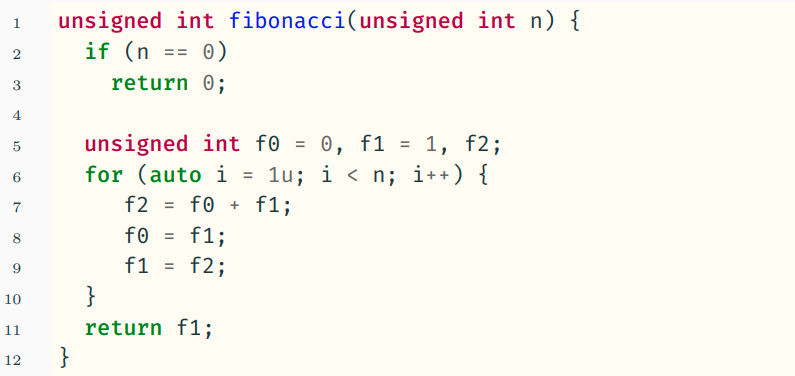 1 unsigned int fibonacci(unsigned int n) {
2   if (n == 0)
3     return 0;
4
5   unsigned int f0 = 0, f1 = 1, f2;
6   for (auto i = 1u; i < n; i++) {
7      f2 = f0 + f1;
8      f0 = f1;
9      f1 = f2;
10   }
11   return f1;
12 }